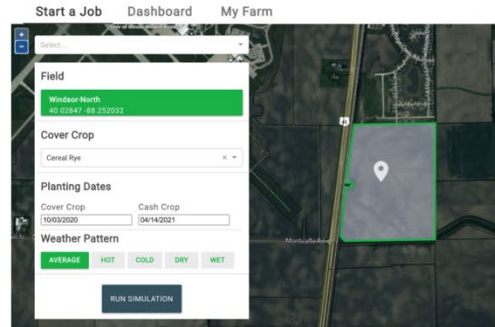 Start a Job Dashboard My Farm
+
-
Select...
Field
Windsor-North
40.02847 -88.252032
Cover Crop
Cereal Rye × 
Planting Dates
Cover Crop Cash Crop
10/03/2020 04/14/2021
Weather Pattern
AVERAGE HOT COLD DRY WET
RUN SIMULATION